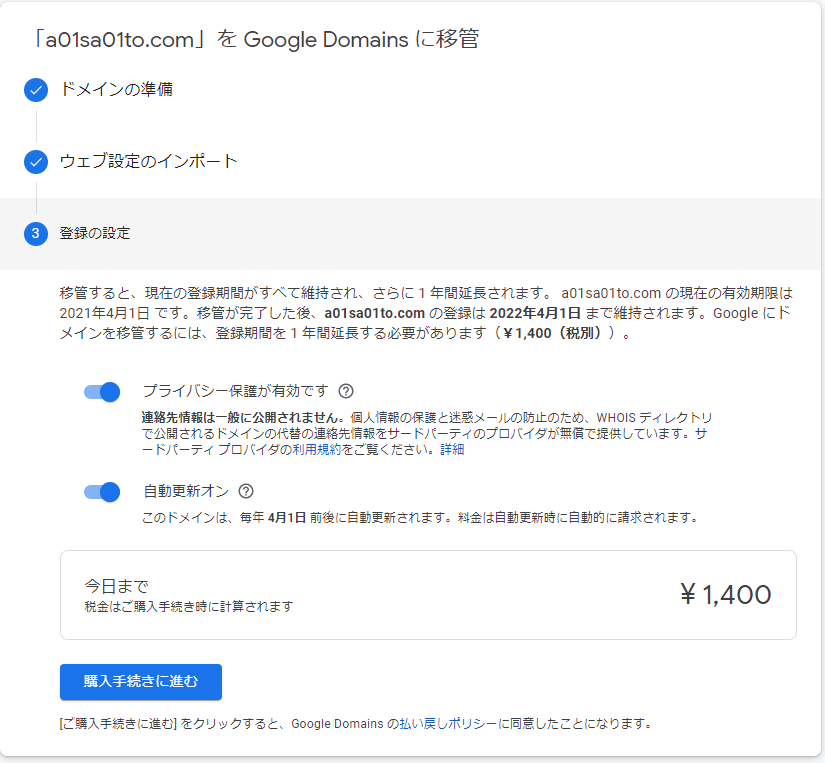 「a01sa01to.com」を Google Domains に移管
ドメインの準備
ウェブ設定のインポート
3 登録の設定
移管すると、現在の登録期間がすべて維持され、さらに 1 年間延長されます。 a01sa01to.com の現在の有効期限は
2021年4月1日 です。移管が完了した後、a01sa01to.com の登録は 2022年4月1日 まで維持されます。Google にド
メインを移管するには、登録期間を 1 年間延長する必要があります（￥1,400（税別））。
プライバシー保護が有効です ?
連絡先情報は一般に公開されません。個人情報の保護と迷惑メールの防止のため、WHOIS ディレクトリ
で公開されるドメインの代替の連絡先情報をサードパーティのプロバイダが無償で提供しています。サ
ードパーティ プロバイダの利用規約をご覧ください。詳細
自動更新オン ?
このドメインは、毎年 4月1日 前後に自動更新されます。料金は自動更新時に自動的に請求されます。
今日まで
￥1,400
税金はご購入手続き時に計算されます
購入手続きに進む
[ご購入手続きに進む] をクリックすると、Google Domains の払い戻しポリシーに同意したことになります。